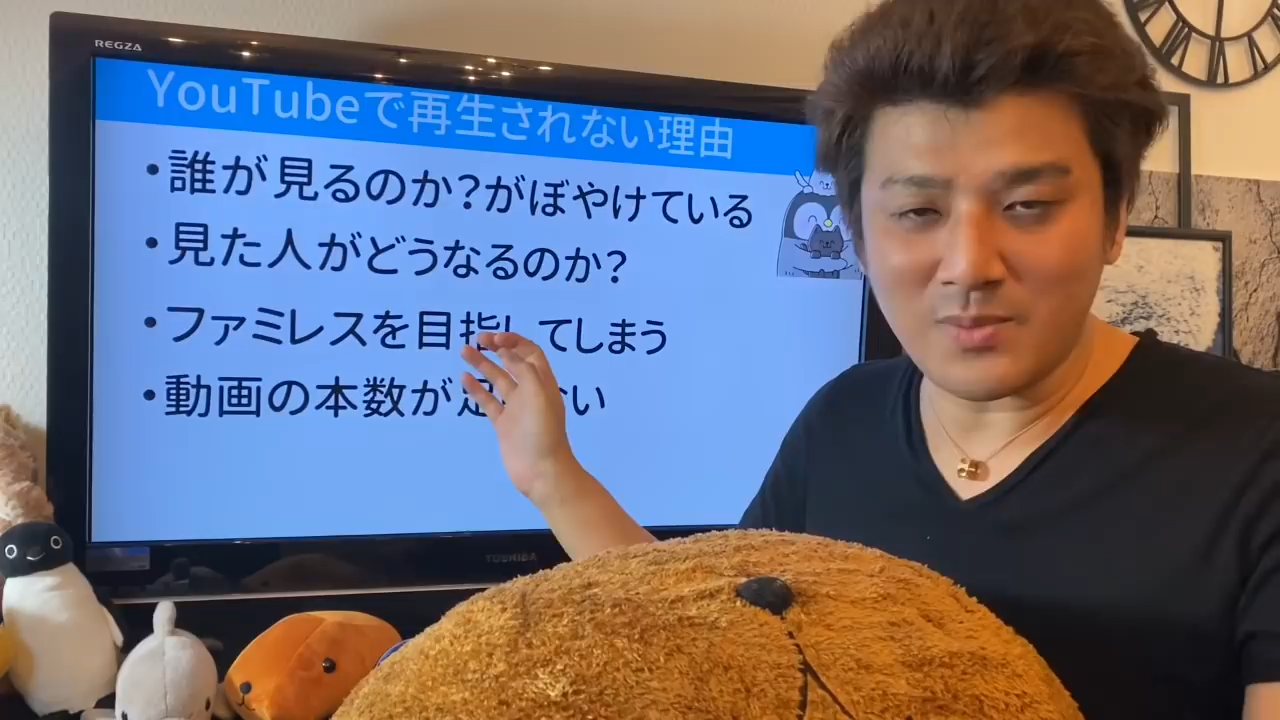 REGZA
YouTubeで再生されない理由
・誰が見るのか?がぼやけている
・見た人がどうなるのか?
・ファミレスを目指してしまう
・動画の本数が足 い
TOSHIBA